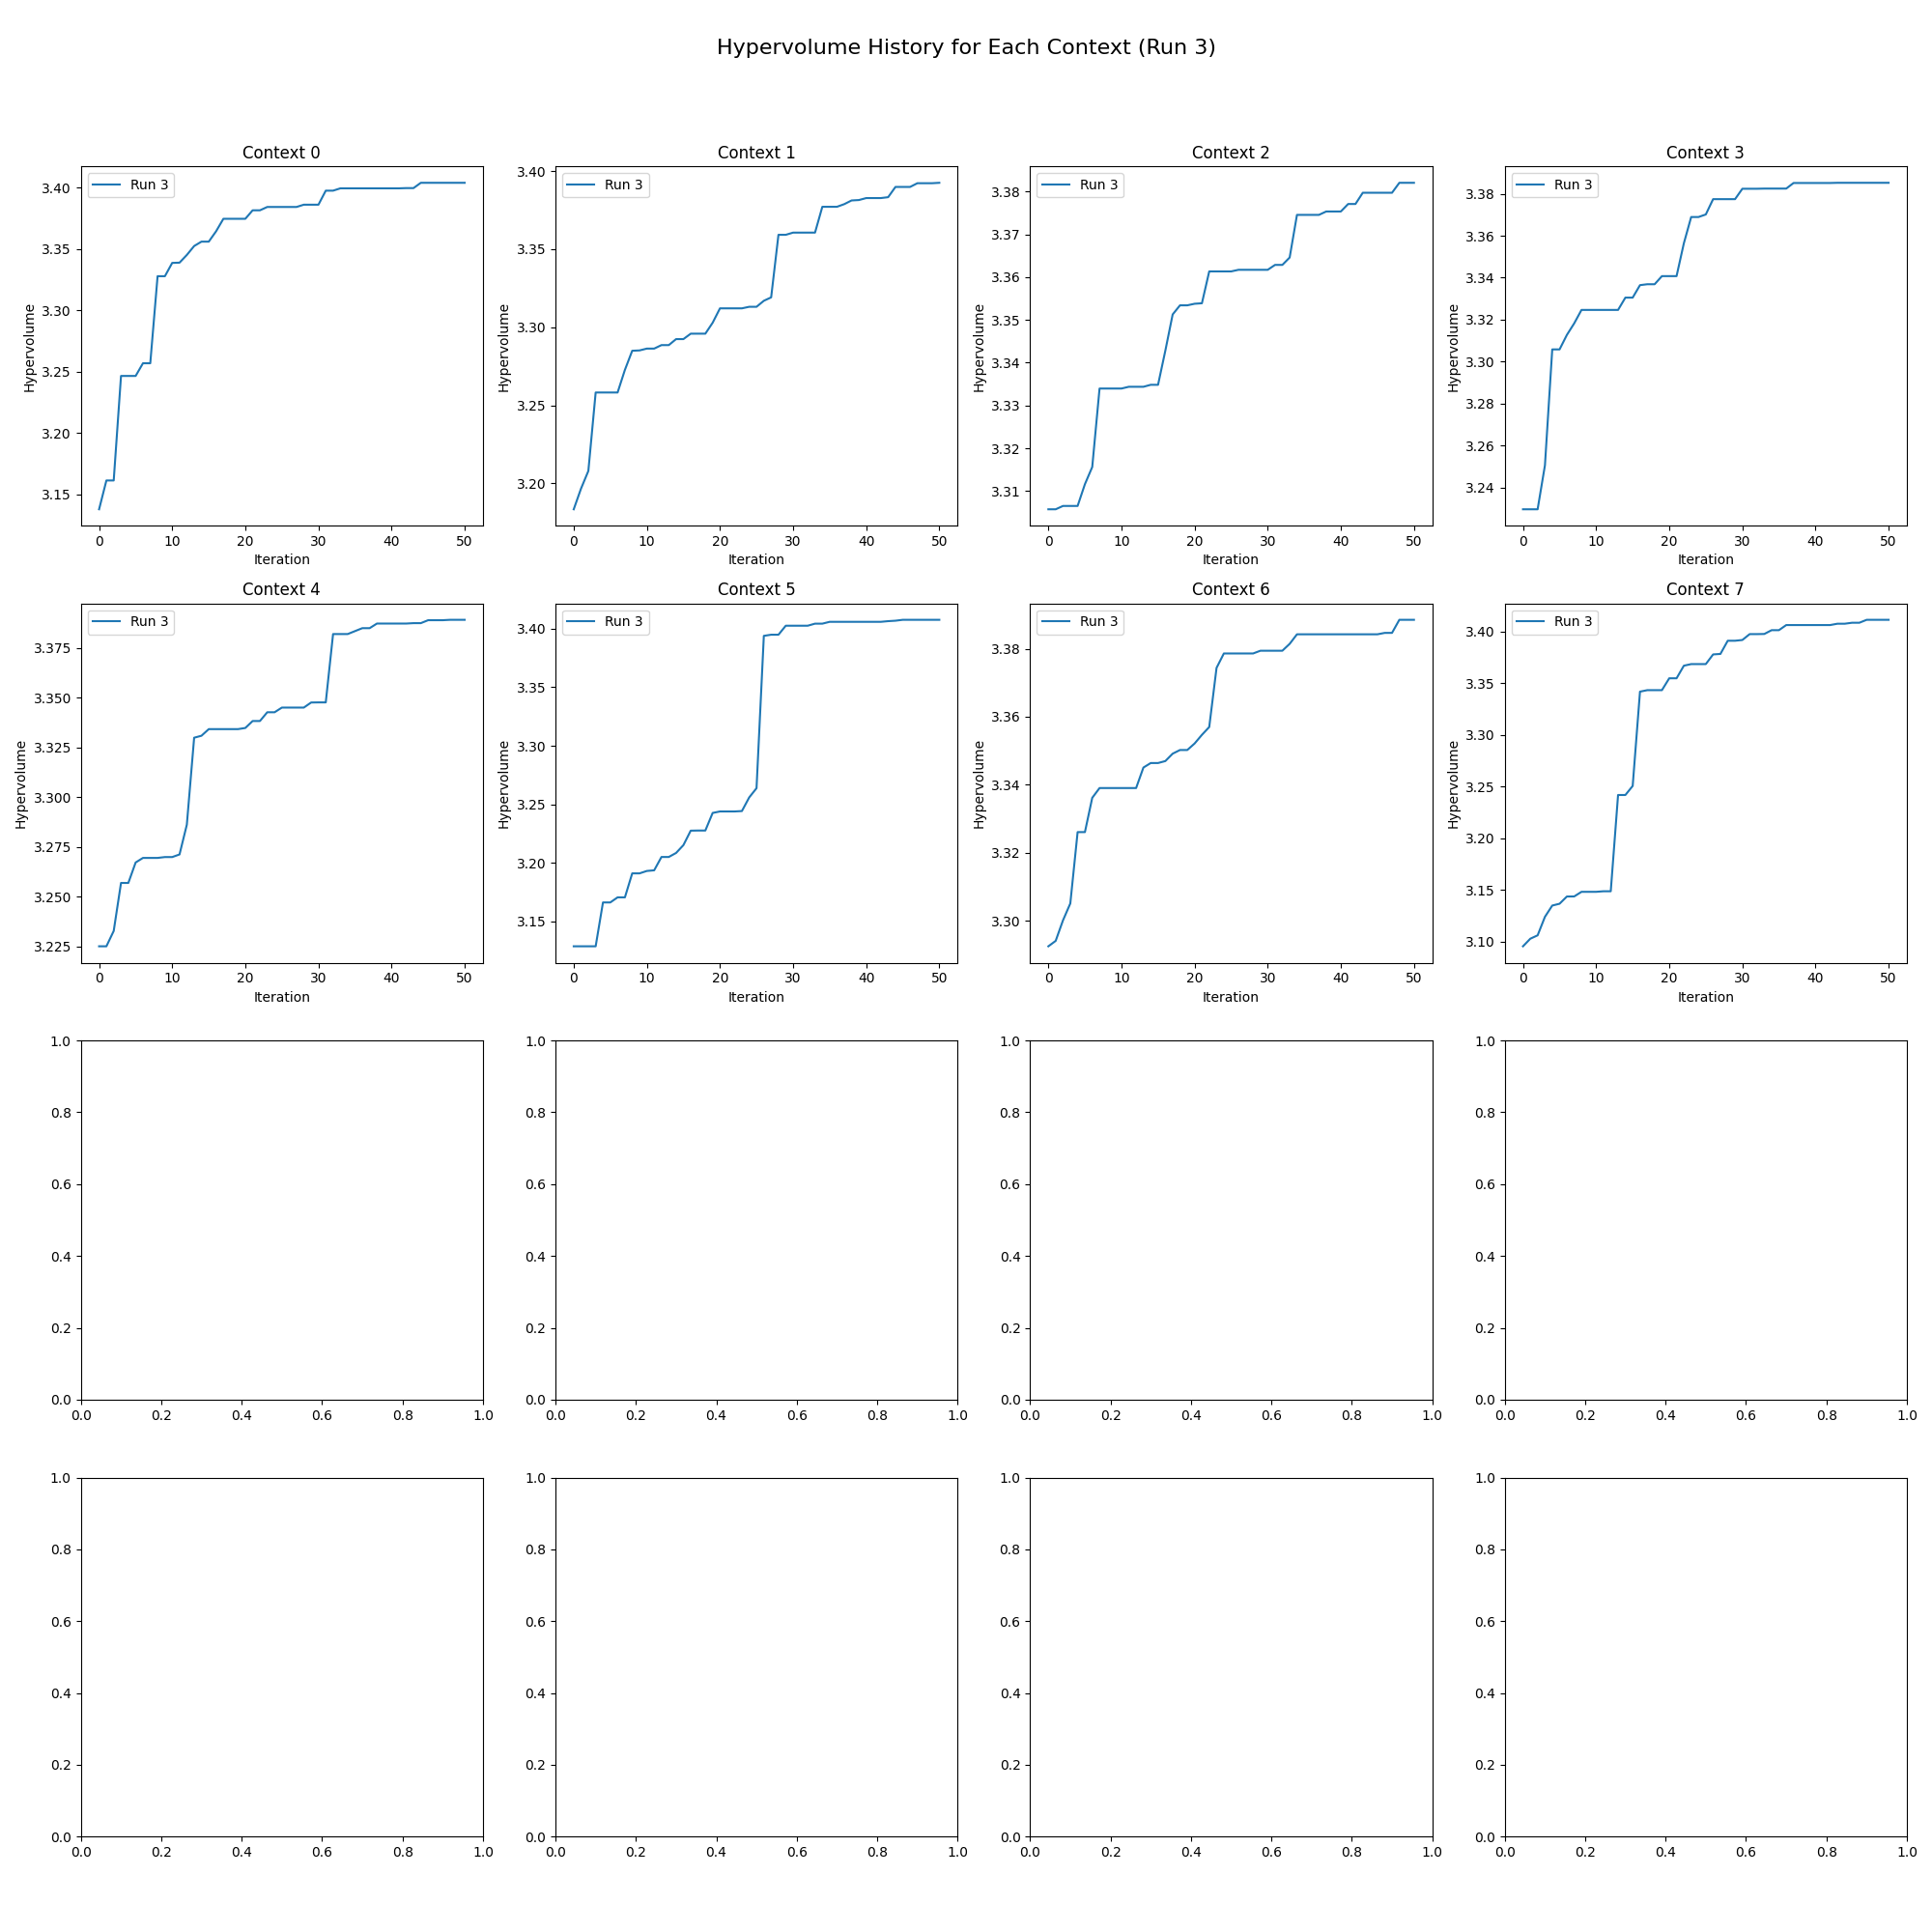 Hypervolume History for Each Context (Run 3)
Context 0
Run 3
3.40
3.35
3.30
3.25
3.20
3.15
Hypervolume
0 10 20 30 40 50
Iteration
Context 1
Run 3
3.40
3.35
3.30
3.25
3.20
Hypervolume
0 10 20 30 40 50
Iteration
Context 2
Run 3
3.38
3.37
3.36
3.35
3.34
3.33
3.32
3.31
Hypervolume
0 10 20 30 40 50
Iteration
Context 3
Run 3
3.38
3.36
3.34
3.32
3.30
3.28
3.26
3.24
Hypervolume
0 10 20 30 40 50
Iteration
Context 4
Run 3
3.375
3.350
3.325
3.300
3.275
3.250
3.225
Hypervolume
0 10 20 30 40 50
Iteration
Context 5
Run 3
3.40
3.35
3.30
3.25
3.20
3.15
Hypervolume
0 10 20 30 40 50
Iteration
Context 6
Run 3
3.38
3.36
3.34
3.32
3.30
Hypervolume
0 10 20 30 40 50
Iteration
Context 7
Run 3
3.40
3.35
3.30
3.25
3.20
3.15
3.10
Hypervolume
0 10 20 30 40 50
Iteration
1.0
0.8
0.6
0.4
0.2
0.0
0.0 0.2 0.4 0.6 0.8 1.0
1.0
0.8
0.6
0.4
0.2
0.0
0.0 0.2 0.4 0.6 0.8 1.0
1.0
0.8
0.6
0.4
0.2
0.0
0.0 0.2 0.4 0.6 0.8 1.0
1.0
0.8
0.6
0.4
0.2
0.0
0.0 0.2 0.4 0.6 0.8 1.0
1.0
0.8
0.6
0.4
0.2
0.0
0.0 0.2 0.4 0.6 0.8 1.0
1.0
0.8
0.6
0.4
0.2
0.0
0.0 0.2 0.4 0.6 0.8 1.0
1.0
0.8
0.6
0.4
0.2
0.0
0.0 0.2 0.4 0.6 0.8 1.0
1.0
0.8
0.6
0.4
0.2
0.0
0.0 0.2 0.4 0.6 0.8 1.0